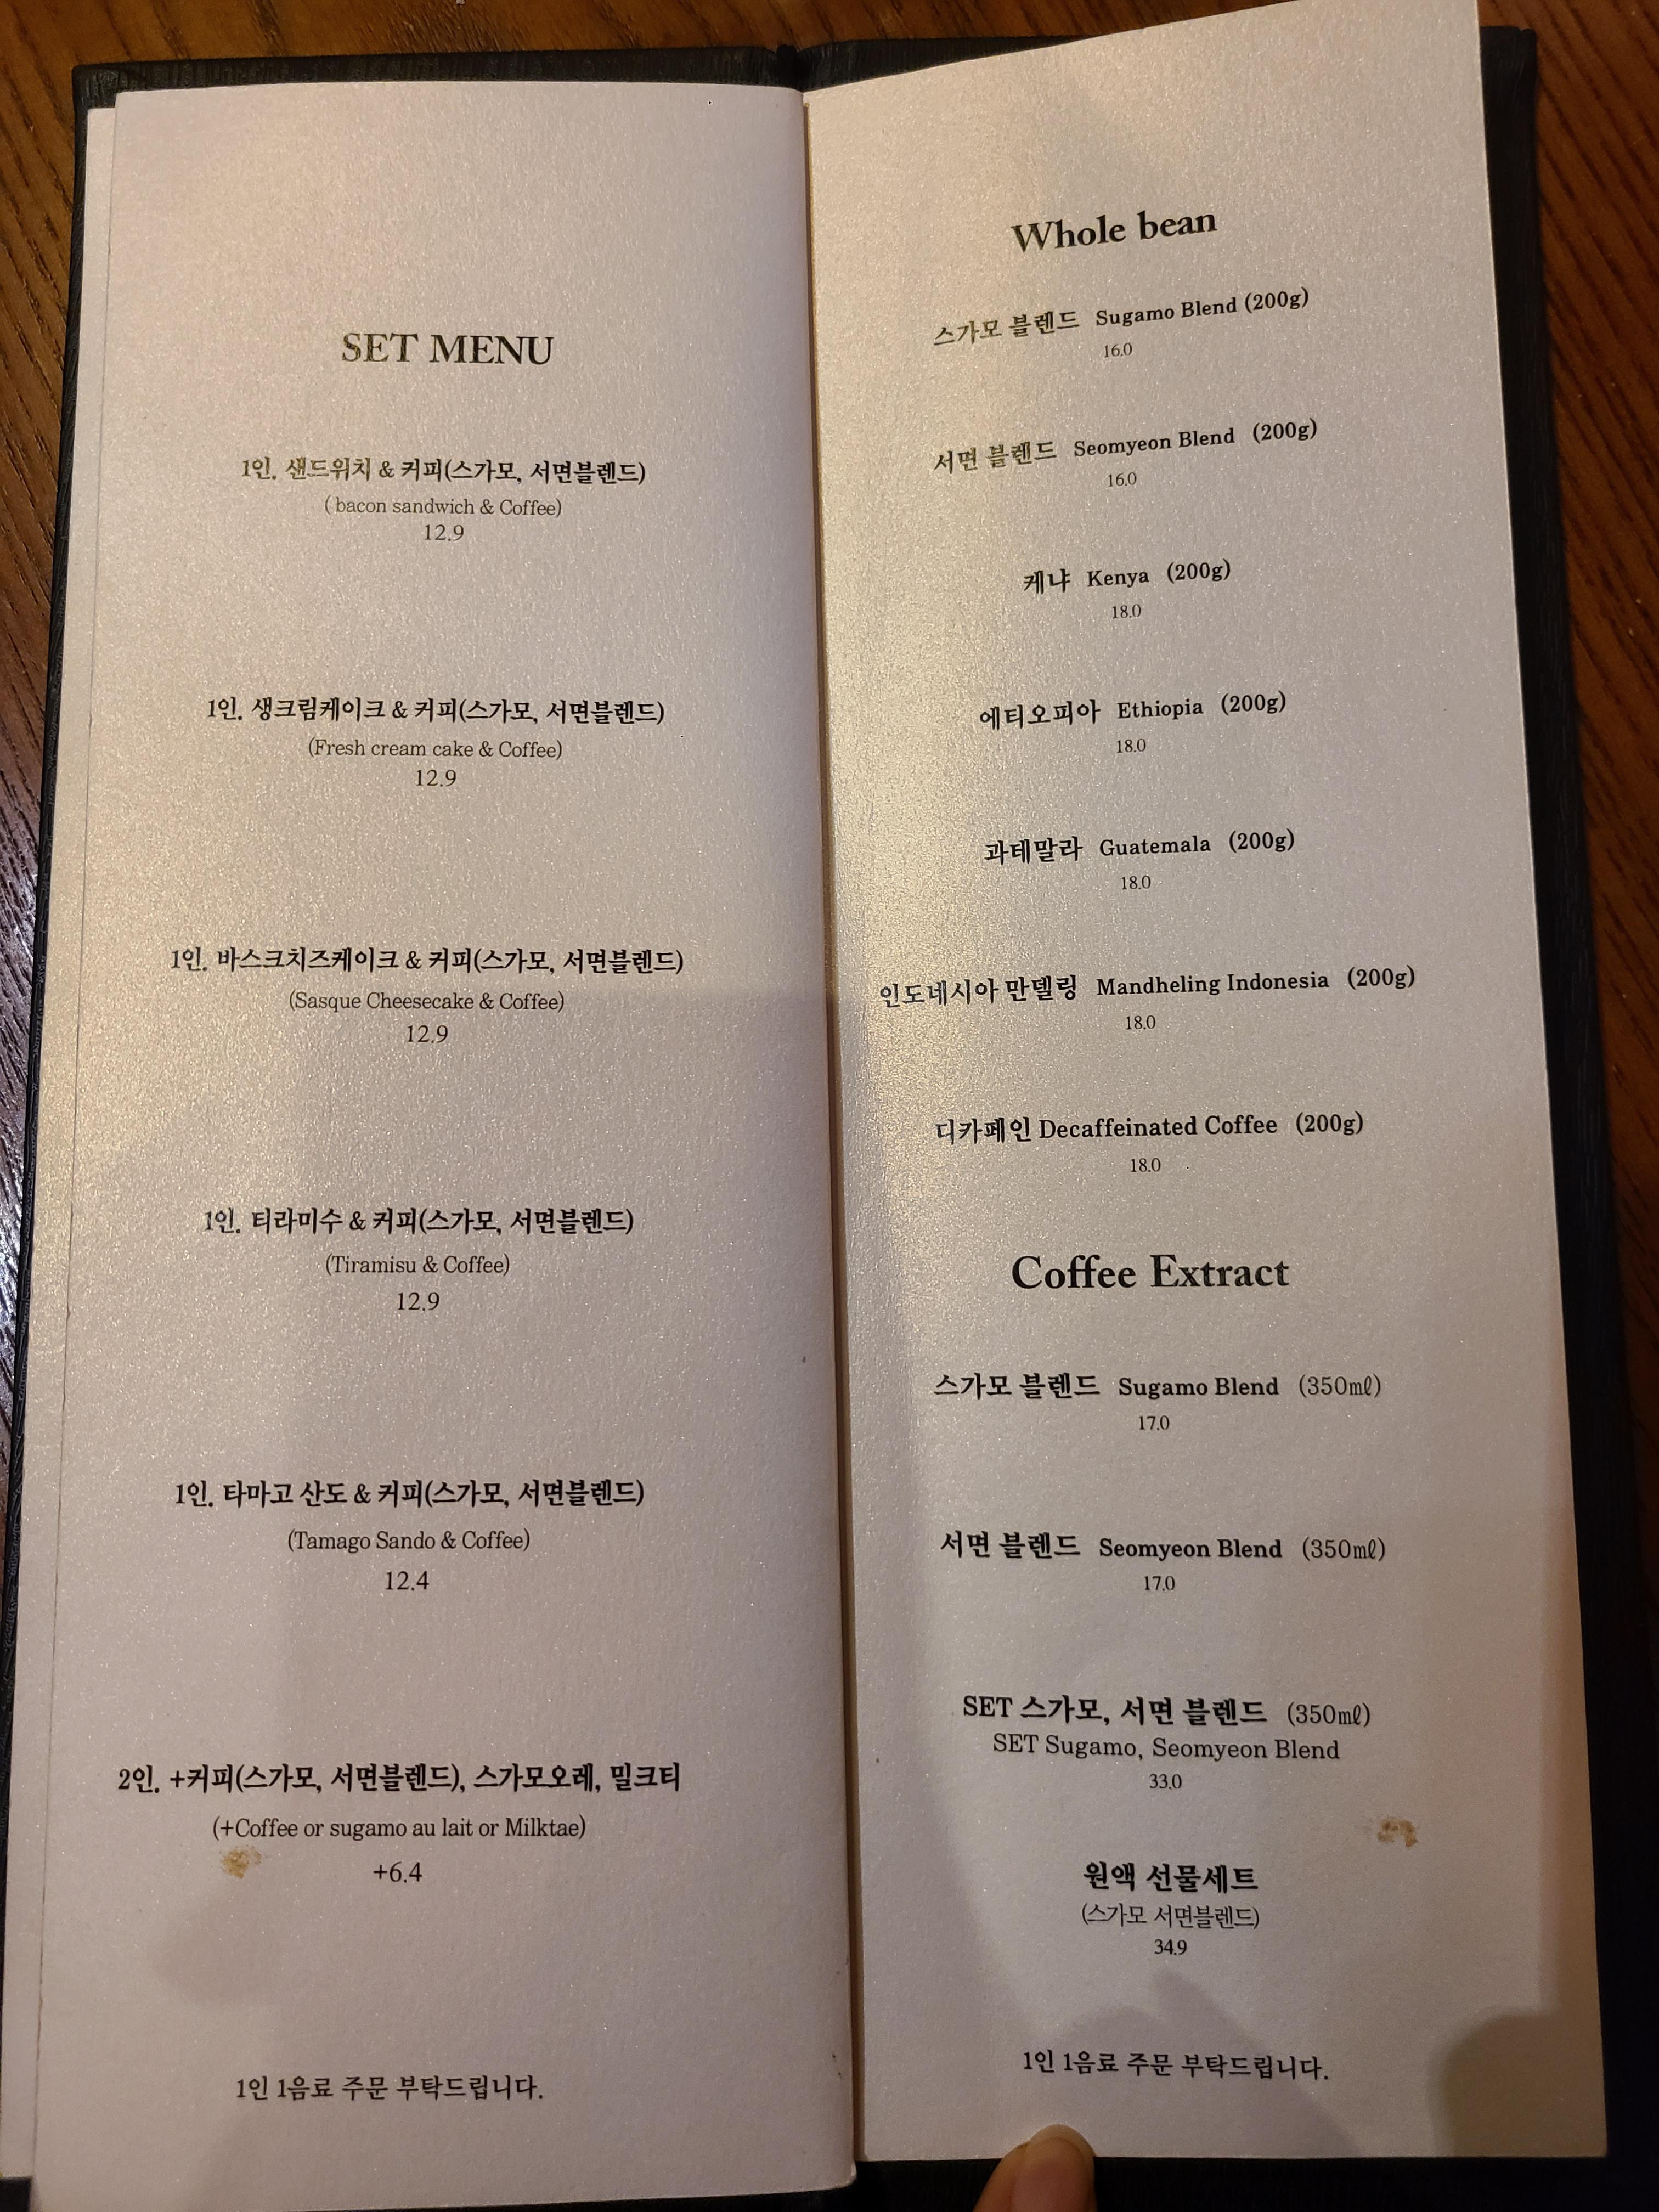 SET MENU
1인. 샌드위치 & 커피(스가모, 서면블렌드)
( bacon sandwich & Coffee)
12.9
1인. 생크림케이크 & 커피(스가모, 서면블렌드)
(Fresh cream cake & Coffee)
12.9
1인. 바스크치즈케이크 & 커피(스가모, 서면블렌드)
(Sasque Cheesecake & Coffee)
12.9
1인. 티라미수 & 커피(스가모, 서면블렌드)
(Tiramisu & Coffee)
12.9
1인. 타마고 산도 & 커피(스가모, 서면블렌드)
(Tamago Sando & Coffee)
12.4
2인. +커피(스가모, 서면블렌드), 스가모오레, 밀크티
(+Coffee or sugamo au lait or Milktae)
+6.4
1인 1음료 주문 부탁드립니다.
Whole bean
스가모 블렌드 Sugamo Blend (200g)
16.0
서면 블렌드 Seomyeon Blend (200g)
16.0
케냐 Kenya (200g)
18.0
에티오피아 Ethiopia (200g)
18.0
과테말라 Guatemala (200g)
18.0
인도네시아 만델링 Mandheling Indonesia (200g)
18.0
디카페인 Decaffeinated Coffee (200g)
18.0
Coffee Extract
스가모 블렌드 Sugamo Blend (350㎖)
17.0
서면 블렌드 Seomyeon Blend (350㎖)
17.0
SET 스가모, 서면 블렌드 (350㎖)
SET Sugamo, Seomyeon Blend
33.0
원액 선물세트
(스가모 서면블렌드)
34.9
1인 1음료 주문 부탁드립니다.